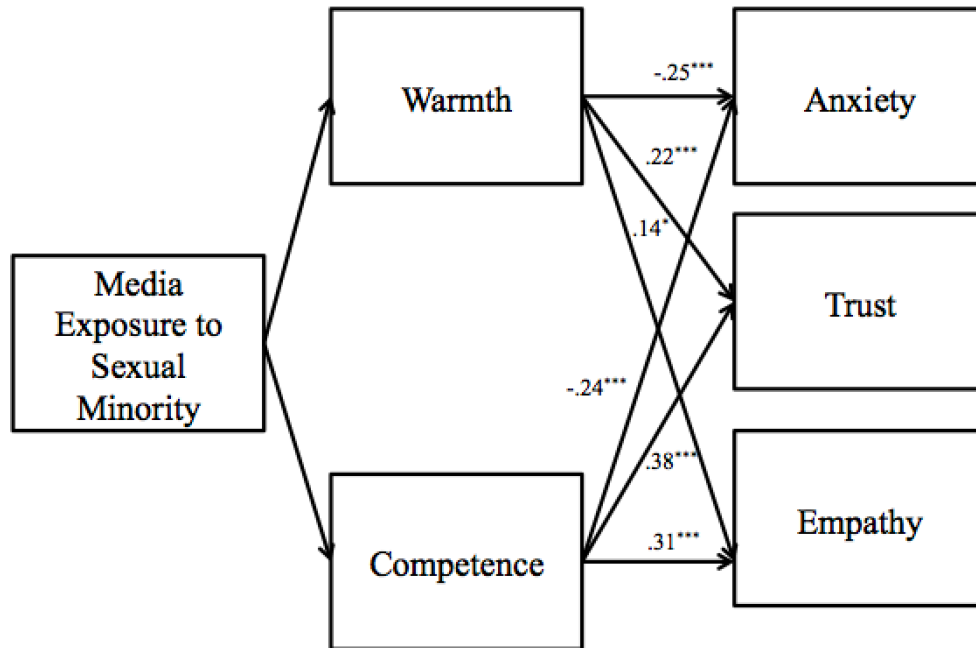 Warmth
-.25***
Anxiety
.22***
.14*
Media
Exposure to
Sexual
Minority
Trust
-.24***
.38***
Competence
.31***
Empathy